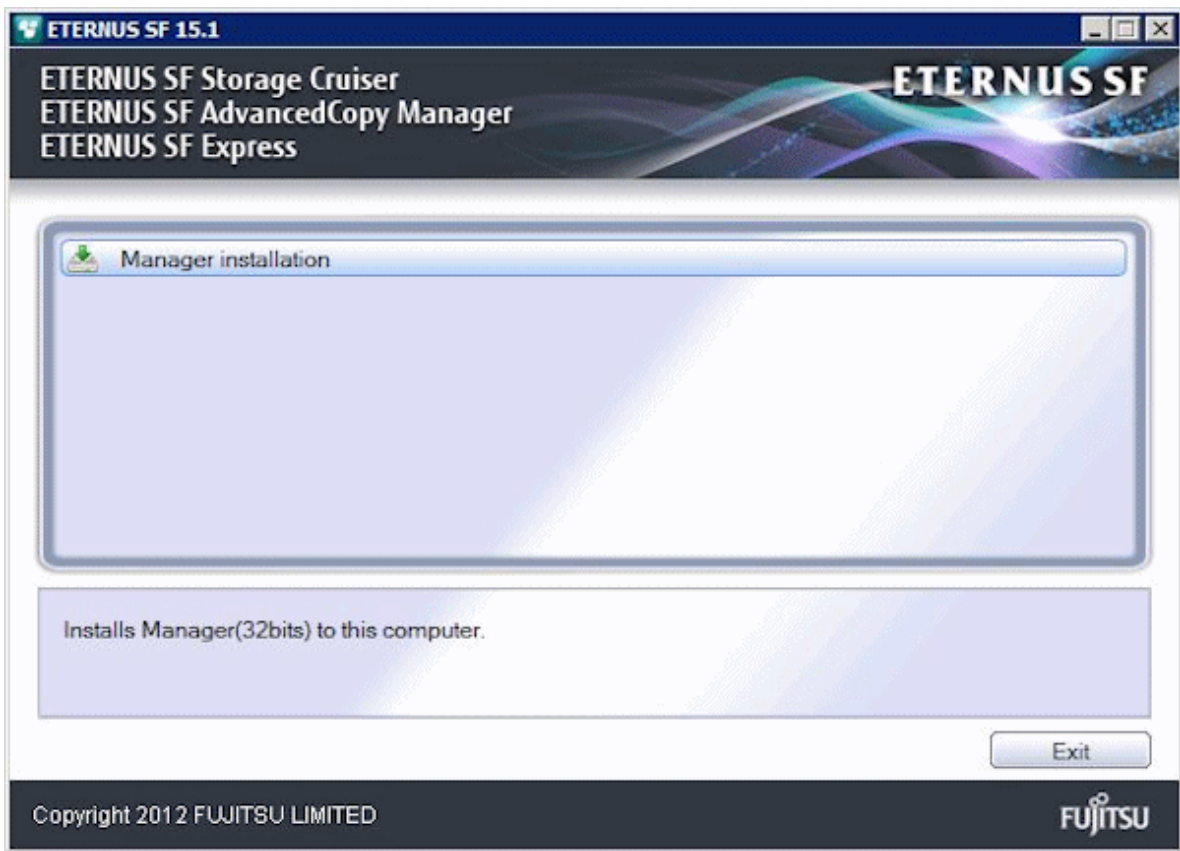 ETERNUS SF 15.1
ETERNUS SF Storage Cruiser
ETERNUS SF AdvancedCopy Manager
ETERNUS SF Express
ETERNUS SF
Manager installation
Installs Manager(32bits) to this computer.
Exit
Copyright 2012 FUJITSU LIMITED
FUJITSU